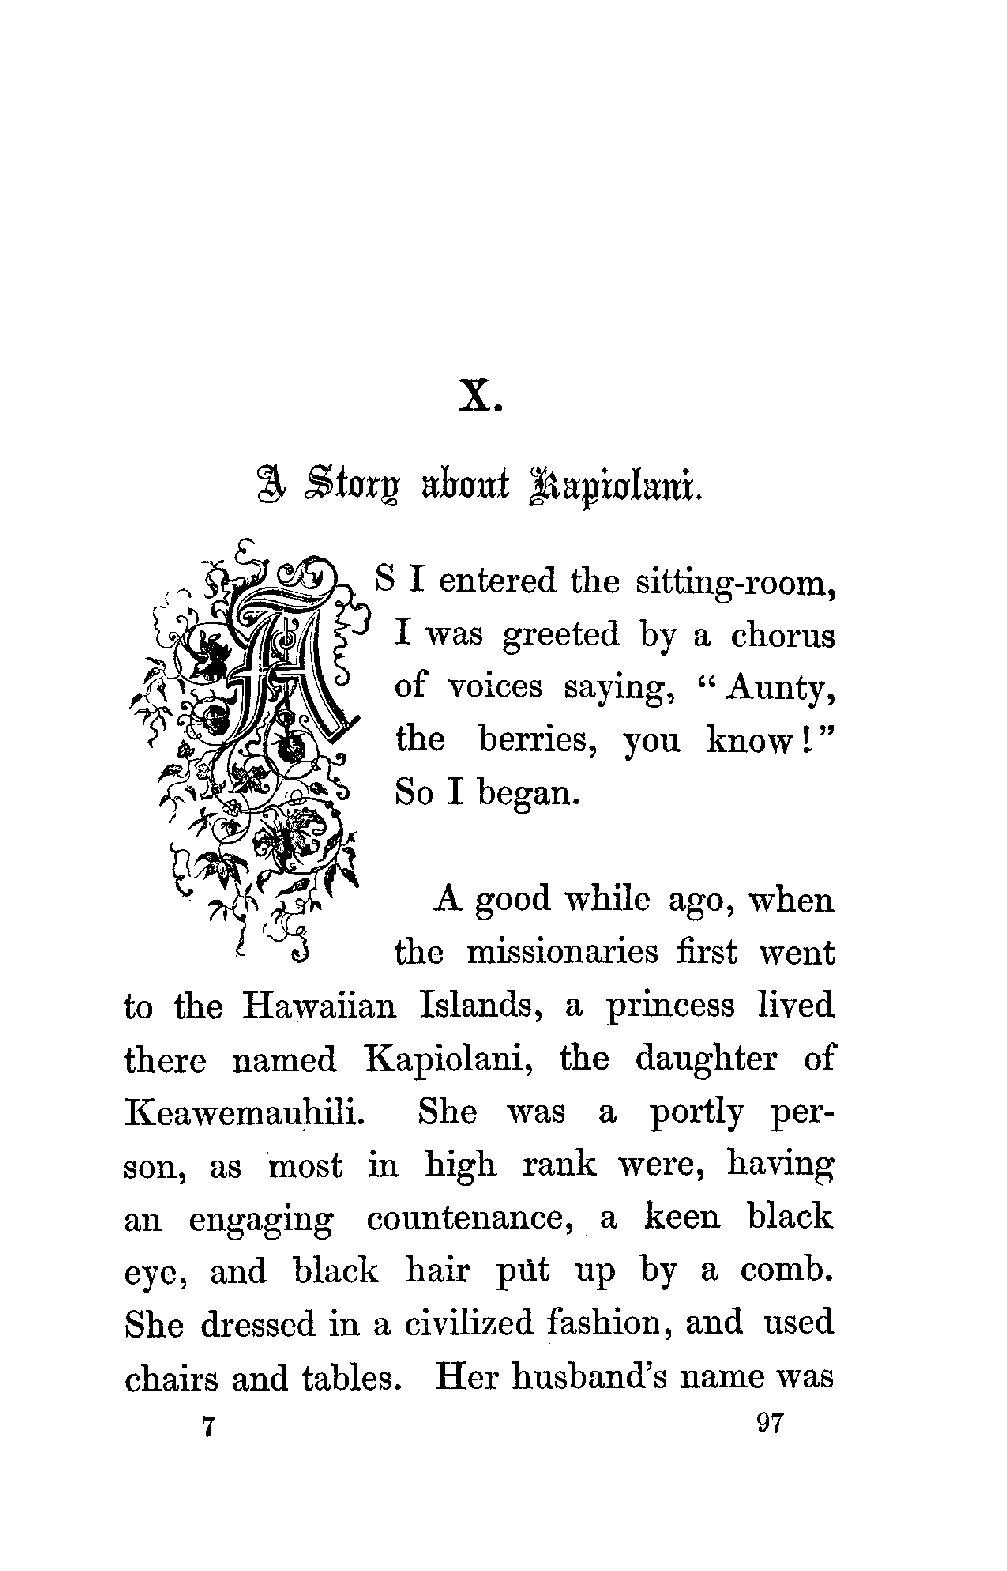 X.
A Story about Kapiolani.
AS I entered the sitting-room,
I was greeted by a chorus
of voices saying, “Aunty,
the berries, you know!”
So I began.
A good while ago, when
the missionaries first went
to the Hawaiian Islands, a princess lived
there named Kapiolani, the daughter of
Keawemauhili. She was a portly per-
son, as most in high rank were, having
an engaging countenance, a keen black
eye, and black hair put up by a comb.
She dressed in a civilized fashion, and used
chairs and tables. Her husband's name was
7 97